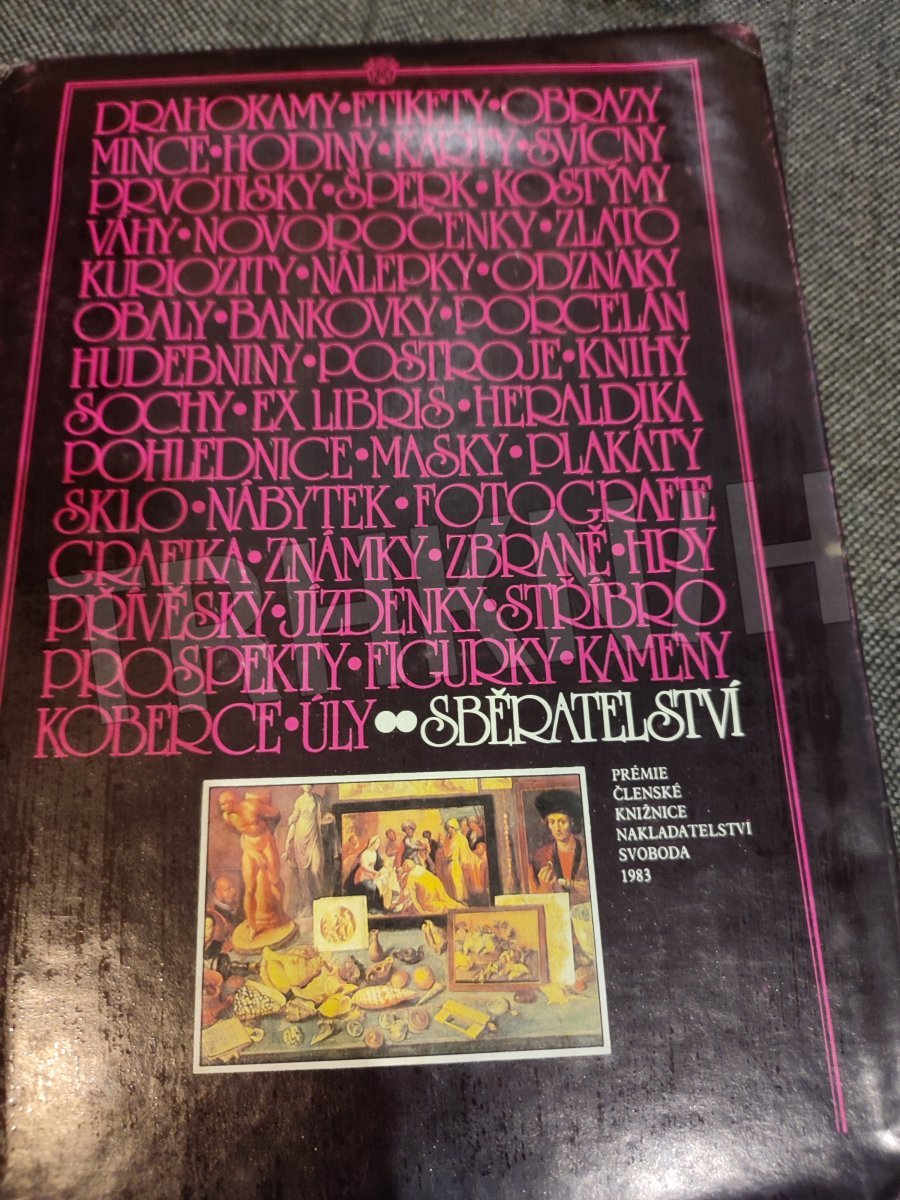 DRAHOKAMY•ETIKETY•OBRAZY
MINCE•HODINY•KARTY•SVÍCNY
PRVOTISKY•ŠPERK•KOSTÝMY
VÁHY•NOVOROČENKY•ZLATO
KURIOZITY•NÁLEPKY•ODZNAKY
OBALY•BANKOVKY•PORCELÁN
HUDEBNINY•POSTROJE•KNIHY
SOCHY•EX LIBRIS•HERALDIKA
POHLEDNICE•MASKY•PLAKÁTY
SKLO•NÁBYTEK•FOTOGRAFIE
GRAFIKA•ZNÁMKY•ZBRANĚ•HRY
PŘÍVĚSKY•JÍZDENKY•STŘÍBRO
PROSPEKTY•FIGURKY•KAMENY
KOBERCE•ÚLY••SBĚRATELSTVÍ
PRÉMIE
ČLENSKÉ
KNIŽNICE
NAKLADATELSTVÍ
SVOBODA
1983